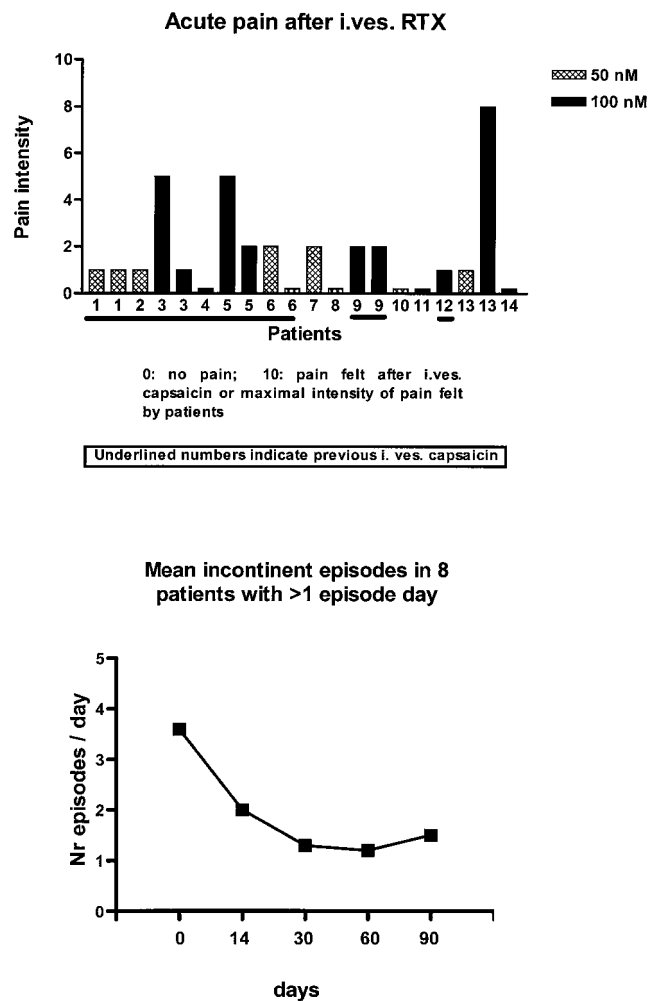 Acute pain after i.ves. RTX
50 nM
100 nM
Pain intensity
10
8
6
4
2
0
1 1 2 3 3 4 5 5 6 6 7 8 9 9 10 11 12 13 13 14
Patients
0: no pain; 10: pain felt after i.ves.
capsaicin or maximal intensity of pain felt
by patients
Underlined numbers indicate previous i. ves. capsaicin
Mean incontinent episodes in 8
patients with >1 episode day
Nr episodes / day
5
4
3
2
1
0
0 14 30 60 90
days